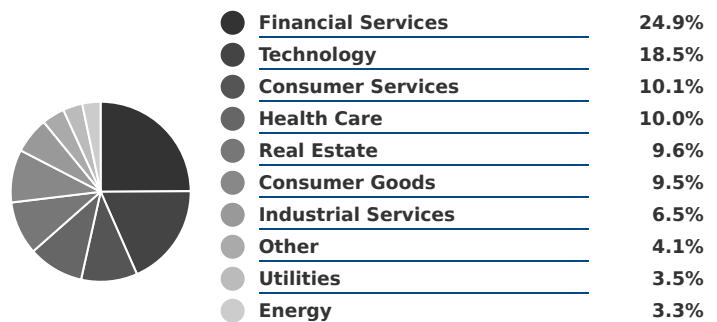 Financial Services 24.9%
Technology 18.5%
Consumer Services 10.1%
Health Care 10.0%
Real Estate 9.6%
Consumer Goods 9.5%
Industrial Services 6.5%
Other 4.1%
Utilities 3.5%
Energy 3.3%